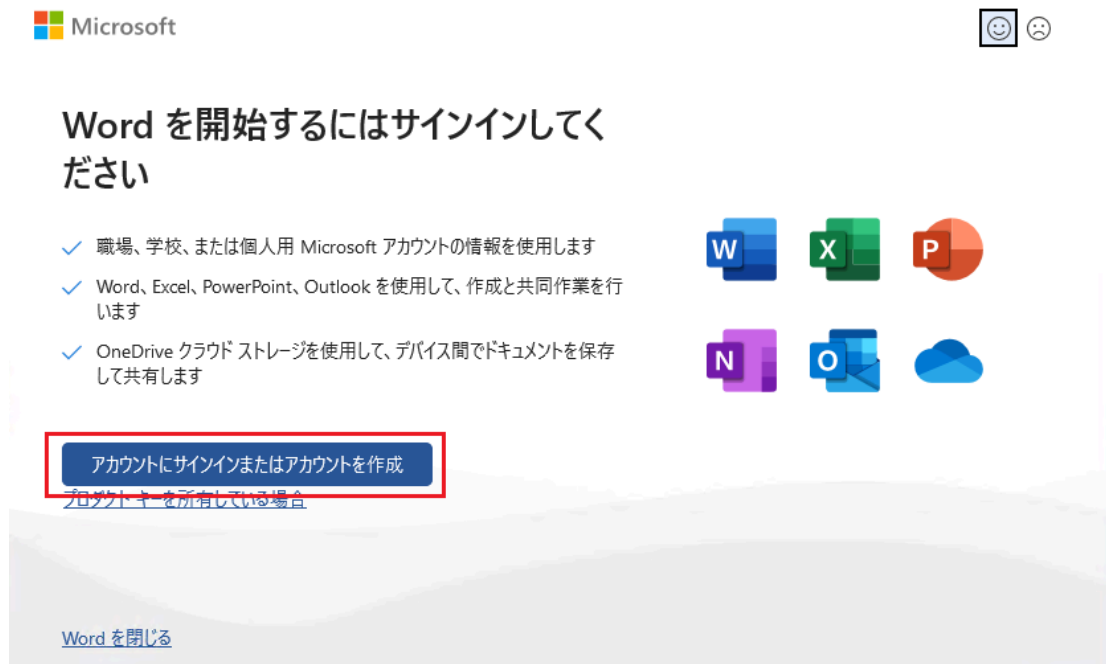 Microsoft
Word を開始するにはサインインしてく
ださい
職場、学校、または個人用 Microsoft アカウントの情報を使用します
Word、Excel、PowerPoint、Outlook を使用して、作成と共同作業を行
います
OneDrive クラウド ストレージを使用して、デバイス間でドキュメントを保存
して共有します
W X P
N O
アカウントにサインインまたはアカウントを作成
プロダクト キーを所有している場合
Word を閉じる